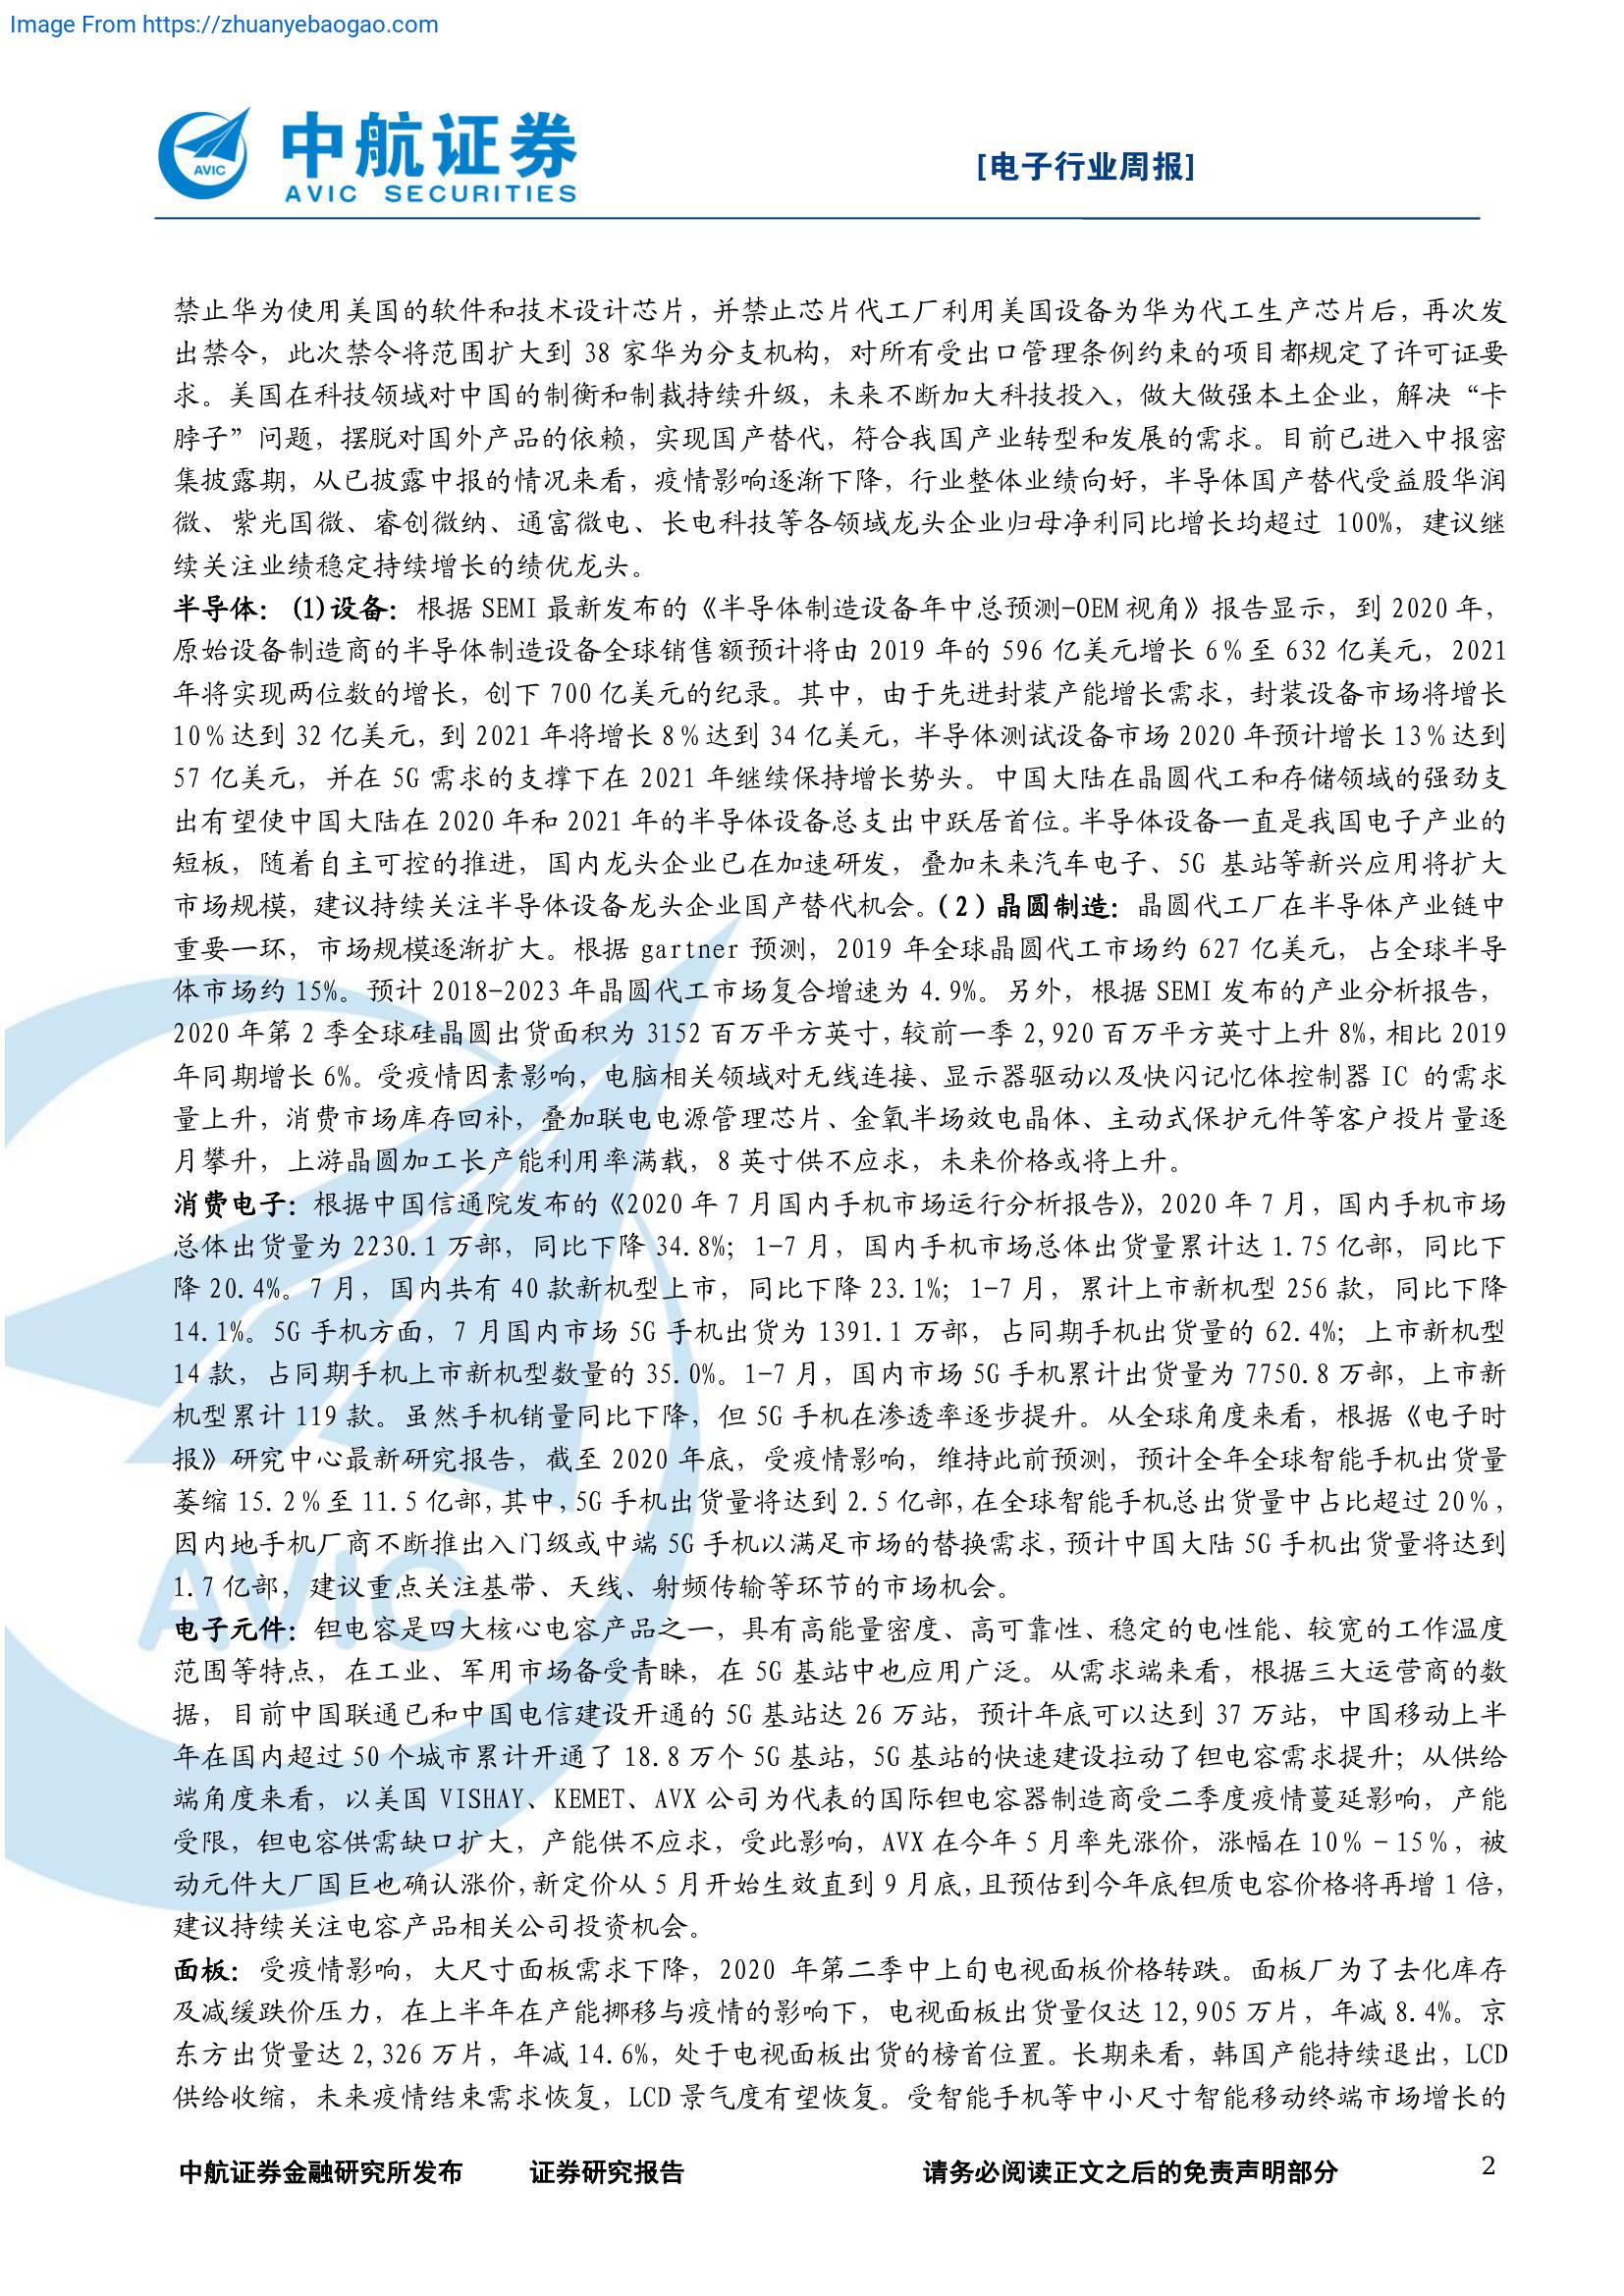 Image From https://zhuanyebaogao.com
AVIC
中航证券
AVIC SECURITIES
[电子行业周报]
禁止华为使用美国的软件和技术设计芯片，并禁止芯片代工厂利用美国设备为华为代工生产芯片后，再次发
出禁令，此次禁令将范围扩大到 38 家华为分支机构，对所有受出口管理条例约束的项目都规定了许可证要
求。美国在科技领域对中国的制衡和制裁持续升级，未来不断加大科技投入，做大做强本土企业，解决“卡
脖子”问题，摆脱对国外产品的依赖，实现国产替代，符合我国产业转型和发展的需求。目前已进入中报密
集披露期，从已披露中报的情况来看，疫情影响逐渐下降，行业整体业绩向好，半导体国产替代受益股华润
微、紫光国微、睿创微纳、通富微电、长电科技等各领域龙头企业归母净利同比增长均超过 100%，建议继
续关注业绩稳定持续增长的绩优龙头。
半导体：(1)设备：根据 SEMI 最新发布的《半导体制造设备年中总预测-OEM 视角》报告显示，到 2020 年，
原始设备制造商的半导体制造设备全球销售额预计将由 2019 年的 596 亿美元增长 6%至 632 亿美元，2021
年将实现两位数的增长，创下 700 亿美元的纪录。其中，由于先进封装产能增长需求，封装设备市场将增长
10%达到 32 亿美元，到 2021 年将增长 8%达到 34 亿美元，半导体测试设备市场 2020 年预计增长 13%达到
57 亿美元，并在 5G 需求的支撑下在 2021 年继续保持增长势头。中国大陆在晶圆代工和存储领域的强劲支
出有望使中国大陆在 2020 年和 2021 年的半导体设备总支出中跃居首位。半导体设备一直是我国电子产业的
短板，随着自主可控的推进，国内龙头企业已在加速研发，叠加未来汽车电子、5G 基站等新兴应用将扩大
市场规模，建议持续关注半导体设备龙头企业国产替代机会。（2）晶圆制造：晶圆代工厂在半导体产业链中
重要一环，市场规模逐渐扩大。根据 gartner 预测，2019 年全球晶圆代工市场约 627 亿美元，占全球半导
体市场约 15%。预计 2018-2023 年晶圆代工市场复合增速为 4.9%。另外，根据 SEMI 发布的产业分析报告，
2020 年第 2 季全球硅晶圆出货面积为 3152 百万平方英寸，较前一季 2,920 百万平方英寸上升 8%，相比 2019
年同期增长 6%。受疫情因素影响，电脑相关领域对无线连接、显示器驱动以及快闪记忆体控制器 IC 的需求
量上升，消费市场库存回补，叠加联电电源管理芯片、金氧半场效电晶体、主动式保护元件等客户投片量逐
月攀升，上游晶圆加工长产能利用率满载，8 英寸供不应求，未来价格或将上升。
消费电子：根据中国信通院发布的《2020 年 7 月国内手机市场运行分析报告》，2020 年 7 月，国内手机市场
总体出货量为 2230.1 万部，同比下降 34.8%；1-7 月，国内手机市场总体出货量累计达 1.75 亿部，同比下
降 20.4%。7 月，国内共有 40 款新机型上市，同比下降 23.1%；1-7 月，累计上市新机型 256 款，同比下降
14.1%。5G 手机方面，7 月国内市场 5G 手机出货为 1391.1 万部，占同期手机出货量的 62.4%；上市新机型
14 款，占同期手机上市新机型数量的 35.0%。1-7 月，国内市场 5G 手机累计出货量为 7750.8 万部，上市新
机型累计 119 款。虽然手机销量同比下降，但 5G 手机在渗透率逐步提升。从全球角度来看，根据《电子时
报》研究中心最新研究报告，截至 2020 年底，受疫情影响，维持此前预测，预计全年全球智能手机出货量
萎缩 15.2%至 11.5 亿部，其中，5G 手机出货量将达到 2.5 亿部，在全球智能手机总出货量中占比超过 20%，
因内地手机厂商不断推出入门级或中端 5G 手机以满足市场的替换需求，预计中国大陆 5G 手机出货量将达到
1.7 亿部，建议重点关注基带、天线、射频传输等环节的市场机会。
电子元件：钽电容是四大核心电容产品之一，具有高能量密度、高可靠性、稳定的电性能、较宽的工作温度
范围等特点，在工业、军用市场备受青睐，在 5G 基站中也应用广泛。从需求端来看，根据三大运营商的数
据，目前中国联通已和中国电信建设开通的 5G 基站达 26 万站，预计年底可以达到 37 万站，中国移动上半
年在国内超过 50 个城市累计开通了 18.8 万个 5G 基站，5G 基站的快速建设拉动了钽电容需求提升；从供给
端角度来看，以美国 VISHAY、KEMET、AVX 公司为代表的国际钽电容器制造商受二季度疫情蔓延影响，产能
受限，钽电容供需缺口扩大，产能供不应求，受此影响，AVX 在今年 5 月率先涨价，涨幅在 10%－15%，被
动元件大厂国巨也确认涨价，新定价从 5 月开始生效直到 9 月底，且预估到今年底钽质电容价格将再增 1 倍，
建议持续关注电容产品相关公司投资机会。
面板：受疫情影响，大尺寸面板需求下降，2020 年第二季中上旬电视面板价格转跌。面板厂为了去化库存
及减缓跌价压力，在上半年在产能挪移与疫情的影响下，电视面板出货量仅达 12,905 万片，年减 8.4%。京
东方出货量达 2,326 万片，年减 14.6%，处于电视面板出货的榜首位置。长期来看，韩国产能持续退出，LCD
供给收缩，未来疫情结束需求恢复，LCD 景气度有望恢复。受智能手机等中小尺寸智能移动终端市场增长的
中航证券金融研究所发布 证券研究报告 请务必阅读正文之后的免责声明部分 2